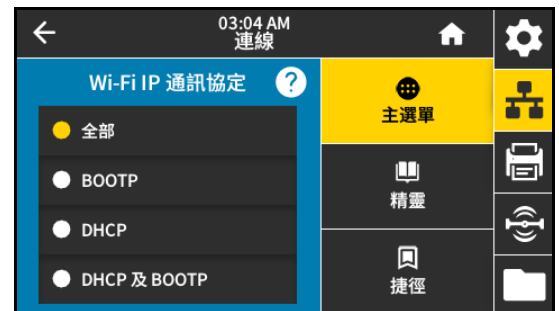 03:04 AM
連線
Wi-Fi IP 通訊協定 ?
全部
BOOTP
DHCP
DHCP 及 BOOTP
主選單
精靈
捷徑